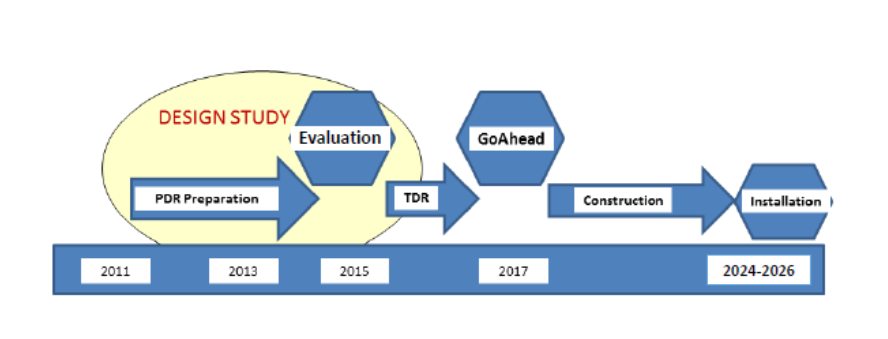 DESIGN STUDY
Evaluation
GoAhead
PDR Preparation
TDR
Construction
Installation
2011
2013
2015
2017
2024-2026